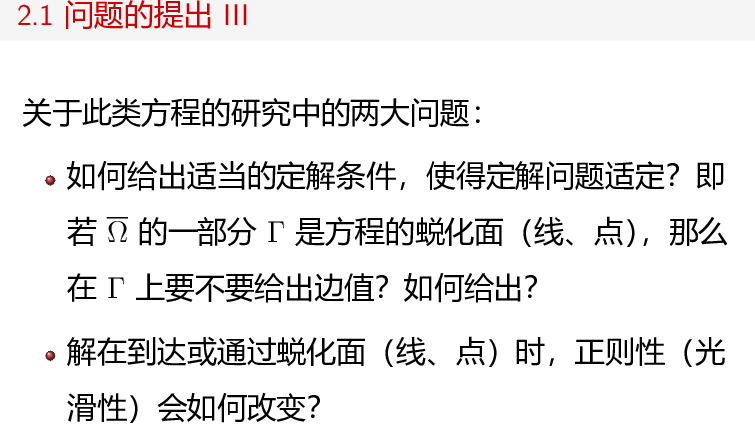 2.1 问题的提出 III
关于此类方程的研究中的两大问题：
如何给出适当的定解条件，使得定解问题适定？即
若 Ω̅ 的一部分 Γ 是方程的蜕化面（线、点），那么
在 Γ 上要不要给出边值？如何给出？
解在到达或通过蜕化面（线、点）时，正则性（光
滑性）会如何改变？